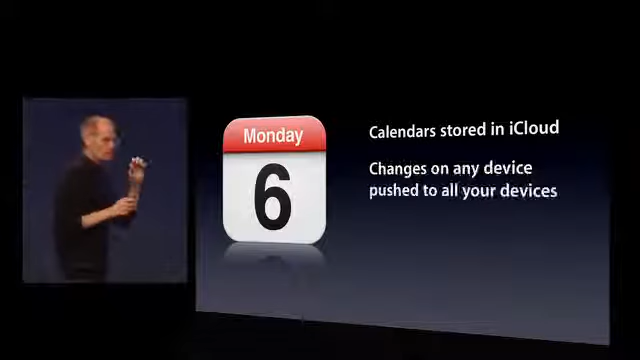 Monday
6
Calendars stored in iCloud
Changes on any device
pushed to all your devices